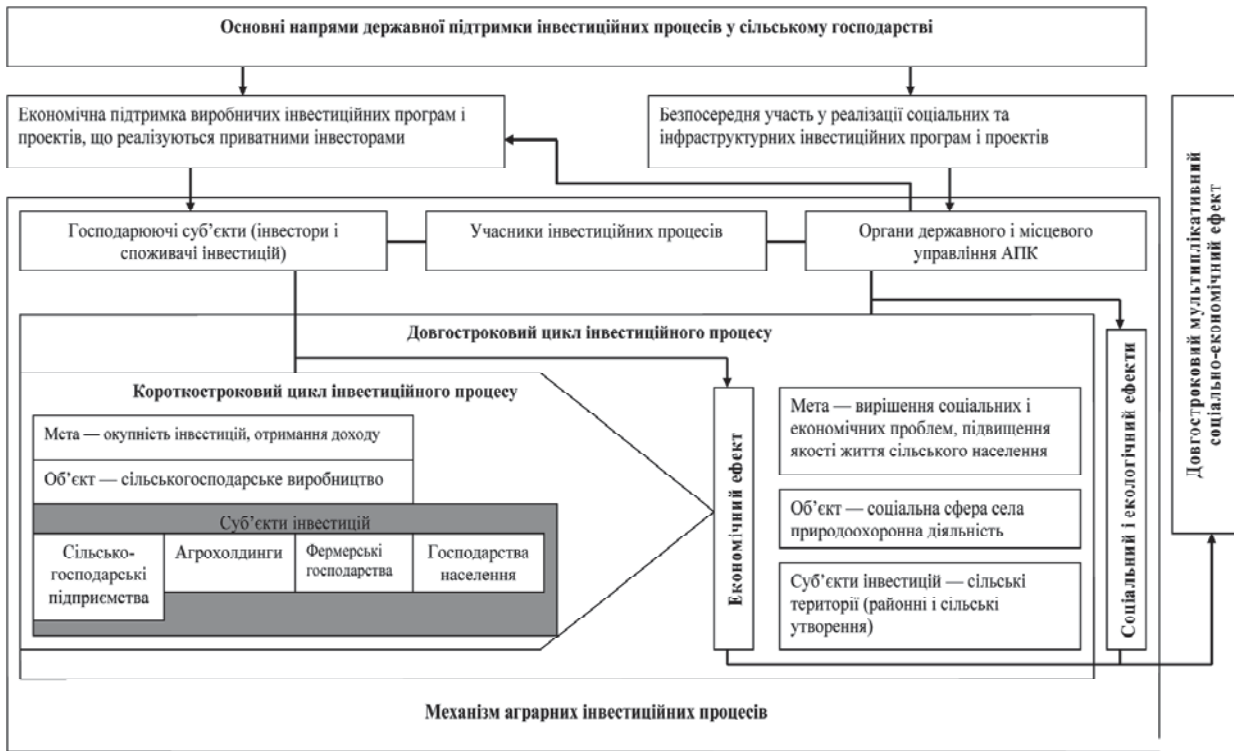 Основні напрями державної підтримки інвестиційних процесів у сільському господарстві
Економічна підтримка виробничих інвестиційних програм і
проектів, що реалізуються приватними інвесторами
Безпосередня участь у реалізації соціальних та
інфраструктурних інвестиційних програм і проектів
Господарюючі суб’єкти (інвестори і
споживачі інвестицій)
Учасники інвестиційних процесів
Органи державного і місцевого
управління АПК
Довгостроковий цикл інвестиційного процесу
Короткостроковий цикл інвестиційного процесу
Мета — окупність інвестицій, отримання доходу
Об’єкт — сільськогосподарське виробництво
Суб’єкти інвестицій
Сільсько-
господарські
підприємства
Агрохолдинги
Фермерські
господарства
Господарства
населення
Економічний ефект
Мета — вирішення соціальних і
економічних проблем, підвищення
якості життя сільського населення
Об’єкт — соціальна сфера села
природоохоронна діяльність
Суб’єкти інвестицій — сільські
території (районні і сільські
утворення)
Соціальний і екологічний ефекти
Довгостроковий мультиплікативний
соціально-економічний ефект
Механізм аграрних інвестиційних процесів